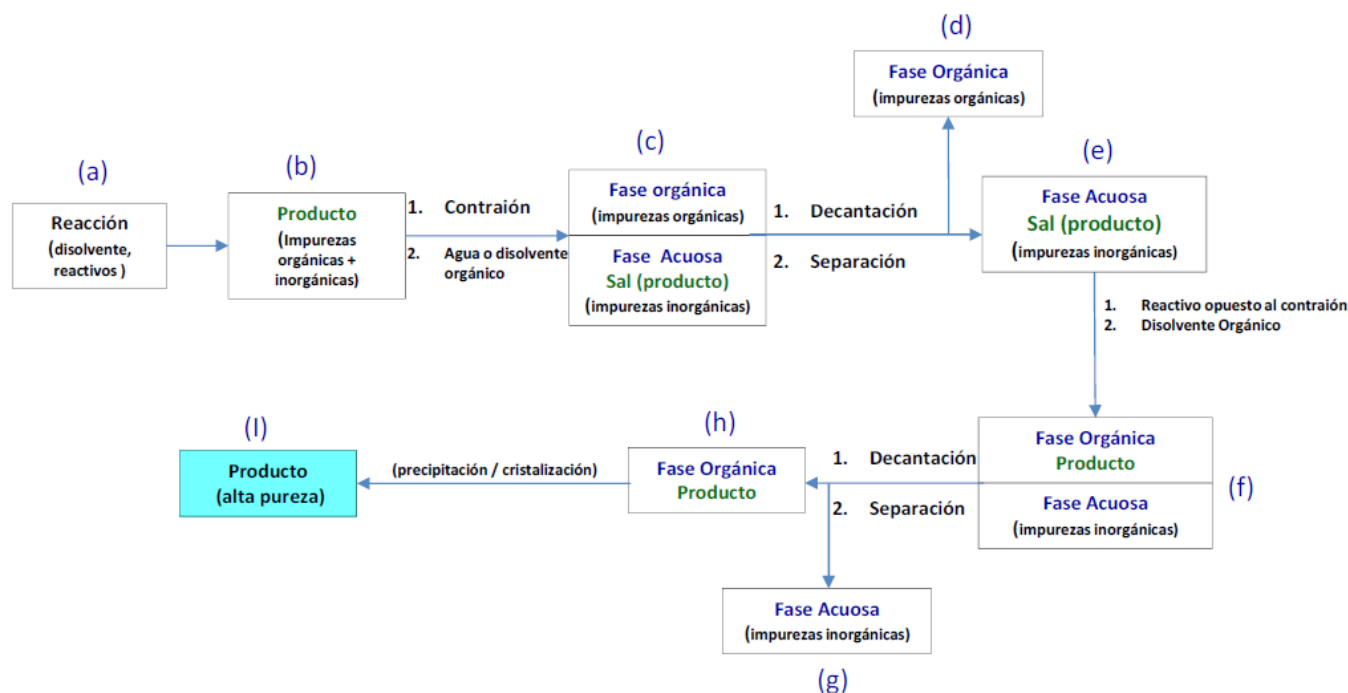 (a)
Reacción
(disolvente,
reactivos )
(b)
Producto
(Impurezas
orgánicas +
inorgánicas)
1. Contraión
2. Agua o disolvente
orgánico
(c)
Fase orgánica
(impurezas orgánicas)
Fase Acuosa
Sal (producto)
(impurezas inorgánicas)
1. Decantación
2. Separación
(d)
Fase Orgánica
(impurezas orgánicas)
(e)
Fase Acuosa
Sal (producto)
(impurezas inorgánicas)
1. Reactivo opuesto al contraión
2. Disolvente Orgánico
Fase Orgánica
Producto
Fase Acuosa
(impurezas inorgánicas)
(f)
1. Decantación
2. Separación
(h)
Fase Orgánica
Producto
Fase Acuosa
(impurezas inorgánicas)
(g)
(precipitación / cristalización)
(I)
Producto
(alta pureza)